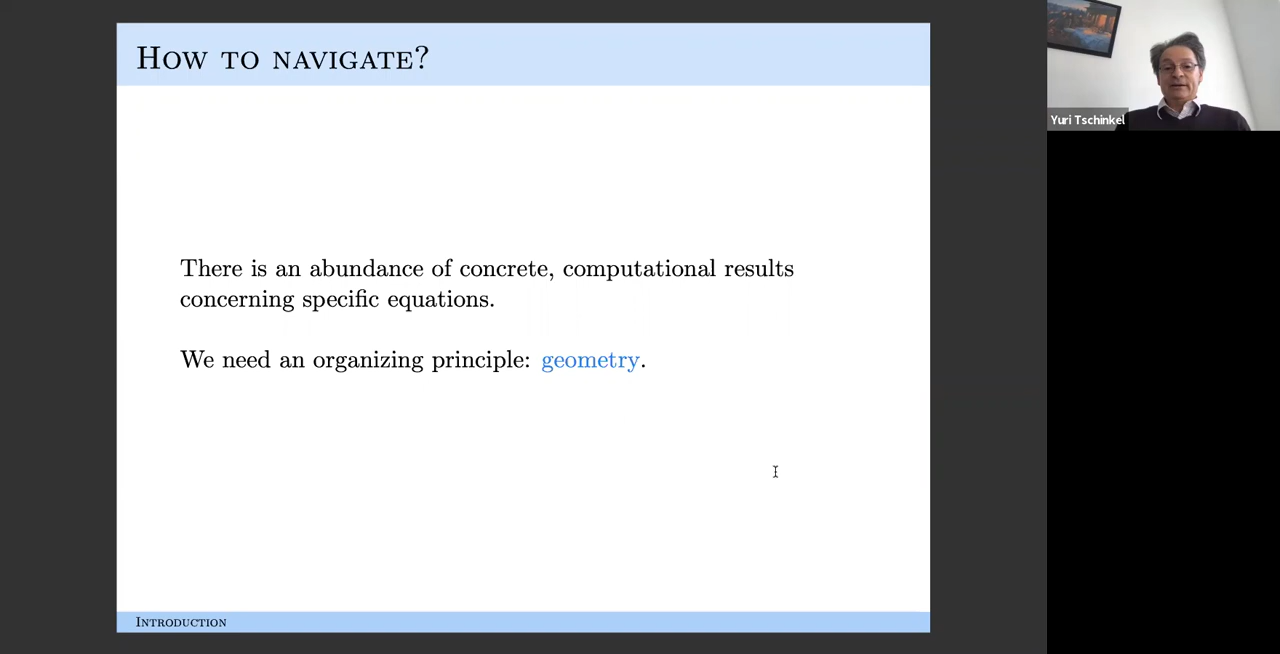 How to navigate?
There is an abundance of concrete, computational results
concerning specific equations.
We need an organizing principle: geometry.
Introduction
Yuri Tschinkel